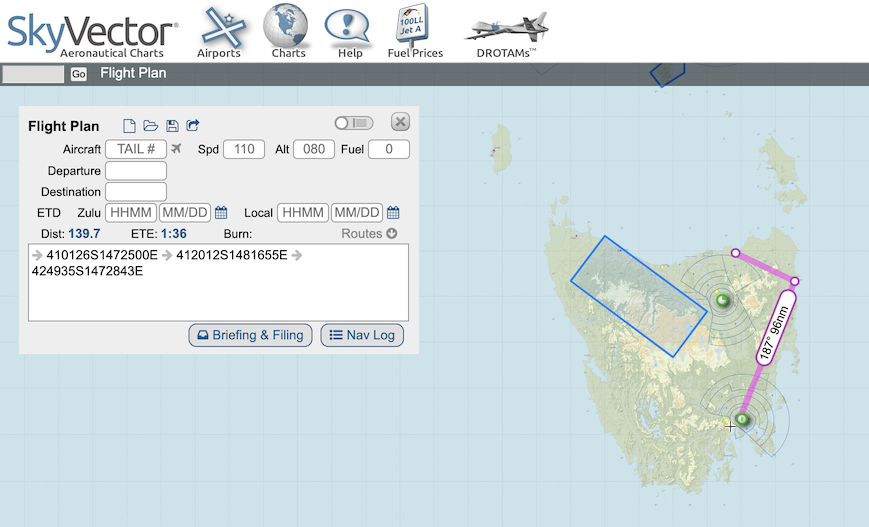 SkyVector®
Aeronautical Charts
Airports
Charts
Help
100LL
Jet A
Fuel Prices
DROTAMs™
Go
Flight Plan
Flight Plan
Aircraft TAIL # Spd 110 Alt 080 Fuel 0
Departure
Destination
ETD Zulu HHMM MM/DD Local HHMM MM/DD
Dist: 139.7 ETE: 1:36 Burn: Routes
410126S1472500E 412012S1481655E
424935S1472843E
Briefing & Filing Nav Log
187° 96nm